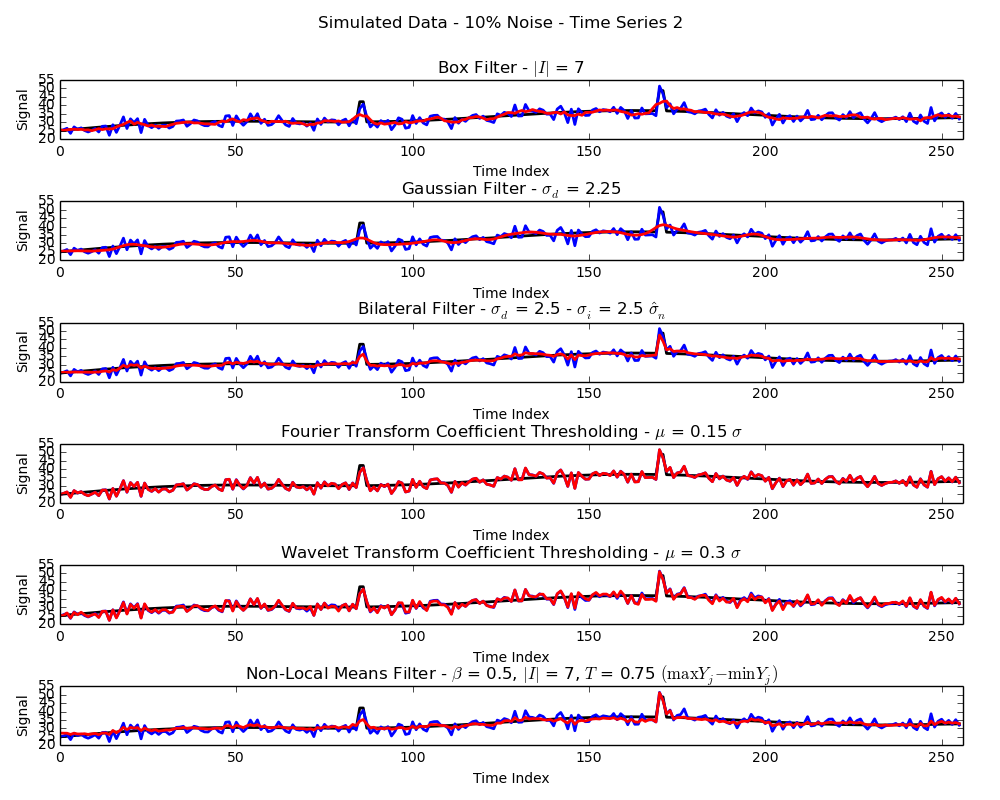 Simulated Data - 10% Noise - Time Series 2
Box Filter - |I| = 7
55
50
45
40
35
30
25
20
Signal
0 50 100 150 200 250
Time Index
Gaussian Filter - σ_d = 2.25
55
50
45
40
35
30
25
20
Signal
0 50 100 150 200 250
Time Index
Bilateral Filter - σ_d = 2.5 - σ_i = 2.5 σ̂_n
55
50
45
40
35
30
25
20
Signal
0 50 100 150 200 250
Time Index
Fourier Transform Coefficient Thresholding - μ = 0.15 σ
55
50
45
40
35
30
25
20
Signal
0 50 100 150 200 250
Time Index
Wavelet Transform Coefficient Thresholding - μ = 0.3 σ
55
50
45
40
35
30
25
20
Signal
0 50 100 150 200 250
Time Index
Non-Local Means Filter - β = 0.5, |I| = 7, T = 0.75 (maxY_j−minY_j)
55
50
45
40
35
30
25
20
Signal
0 50 100 150 200 250
Time Index